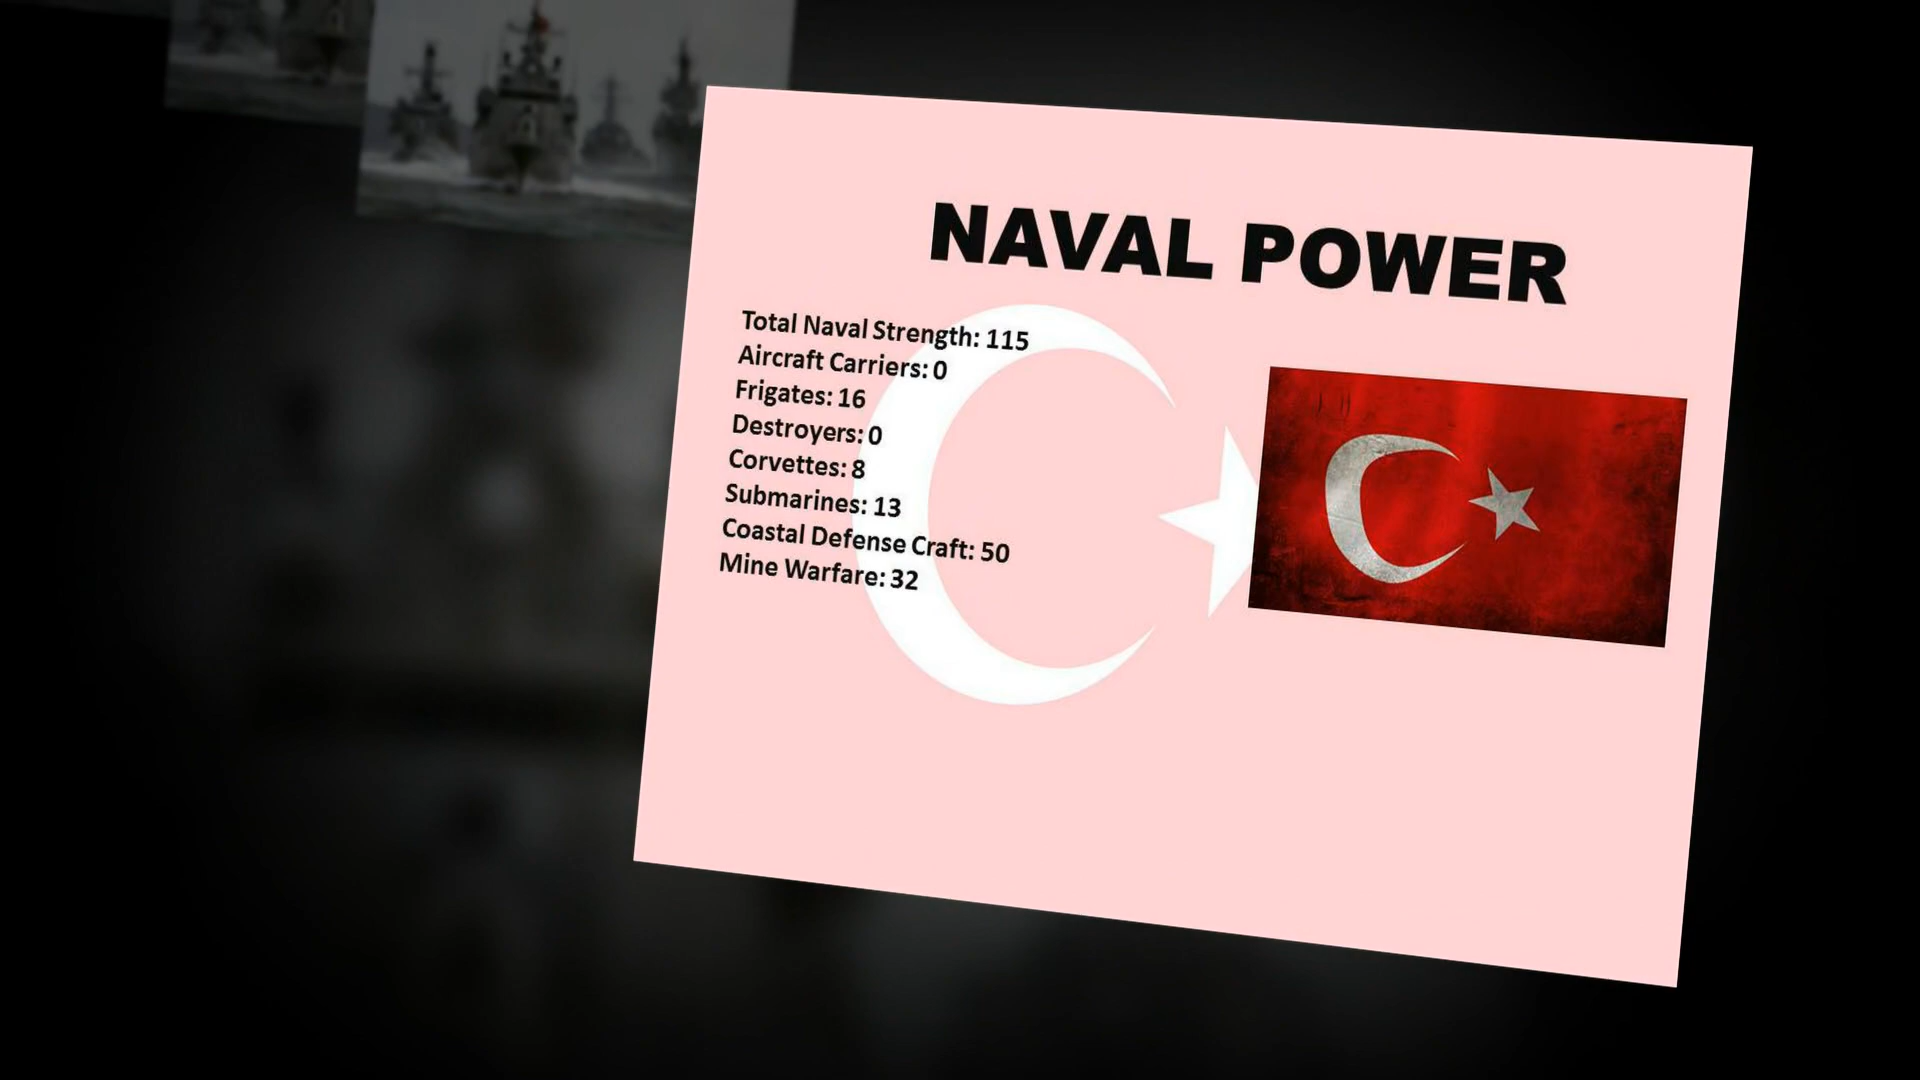 NAVAL POWER
Total Naval Strength: 115
Aircraft Carriers: 0
Frigates: 16
Destroyers: 0
Corvettes: 8
Submarines: 13
Coastal Defense Craft: 50
Mine Warfare: 32